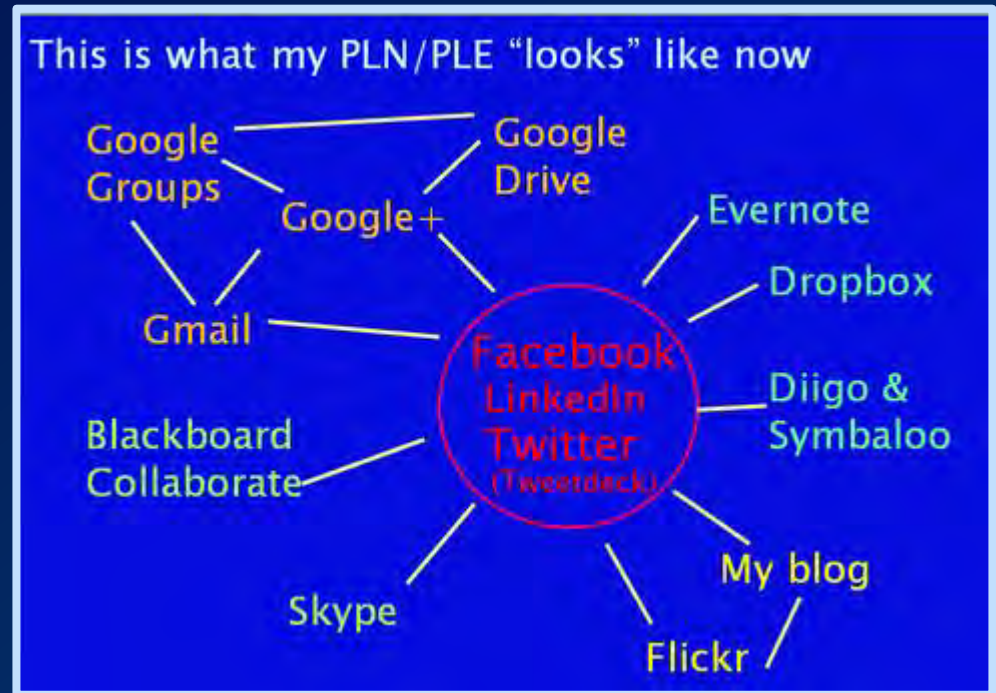 This is what my PLN/PLE “looks” like now
Google
Groups
Google
Drive
Google+
Evernote
Dropbox
Gmail
Facebook
LinkedIn
Twitter
(Tweetdeck)
Diigo &
Symbaloo
Blackboard
Collaborate
My blog
Skype
Flickr